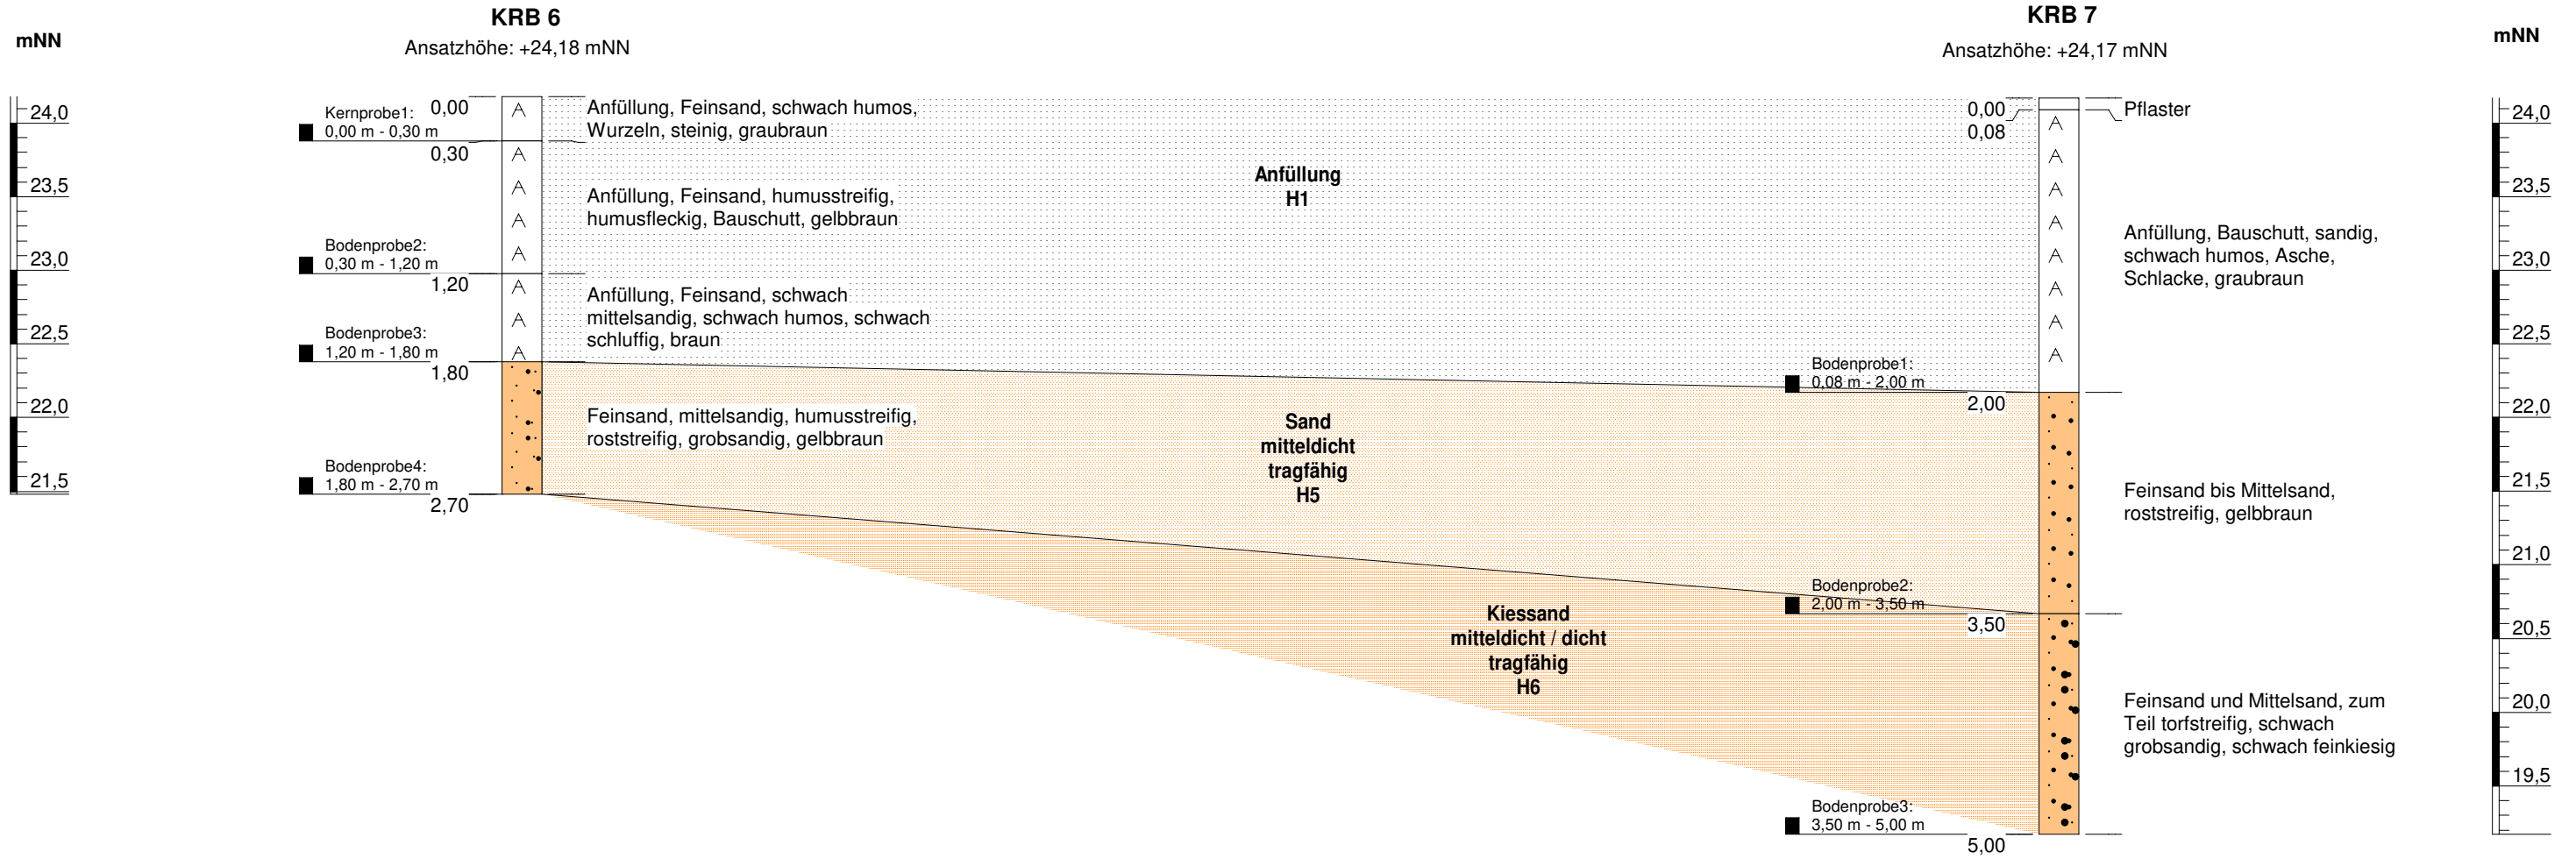 KRB 6
Ansatzhöhe: +24,18 mNN
KRB 7
Ansatzhöhe: +24,17 mNN
mNN
24,0
23,5
23,0
22,5
22,0
21,5
Kernprobe1:
0,00 m - 0,30 m
Bodenprobe2:
0,30 m - 1,20 m
Bodenprobe3:
1,20 m - 1,80 m
Bodenprobe4:
1,80 m - 2,70 m
0,00
0,30
1,20
1,80
2,70
A
A
A
A
A
A
A
A
Anfüllung, Feinsand, schwach humos,
Wurzeln, steinig, graubraun
Anfüllung, Feinsand, humusstreifig,
humusfleckig, Bauschutt, gelbbraun
Anfüllung, Feinsand, schwach
mittelsandig, schwach humos, schwach
schluffig, braun
Feinsand, mittelsandig, humusstreifig,
roststreifig, grobsandig, gelbbraun
Anfüllung
H1
Sand
mitteldicht
tragfähig
H5
Kiessand
mitteldicht / dicht
tragfähig
H6
Bodenprobe1:
0,08 m - 2,00 m
Bodenprobe2:
2,00 m - 3,50 m
Bodenprobe3:
3,50 m - 5,00 m
0,00
0,08
2,00
3,50
5,00
A
A
A
A
A
A
A
A
Pflaster
Anfüllung, Bauschutt, sandig,
schwach humos, Asche,
Schlacke, graubraun
Feinsand bis Mittelsand,
roststreifig, gelbbraun
Feinsand und Mittelsand, zum
Teil torfstreifig, schwach
grobsandig, schwach feinkiesig
mNN
24,0
23,5
23,0
22,5
22,0
21,5
21,0
20,5
20,0
19,5